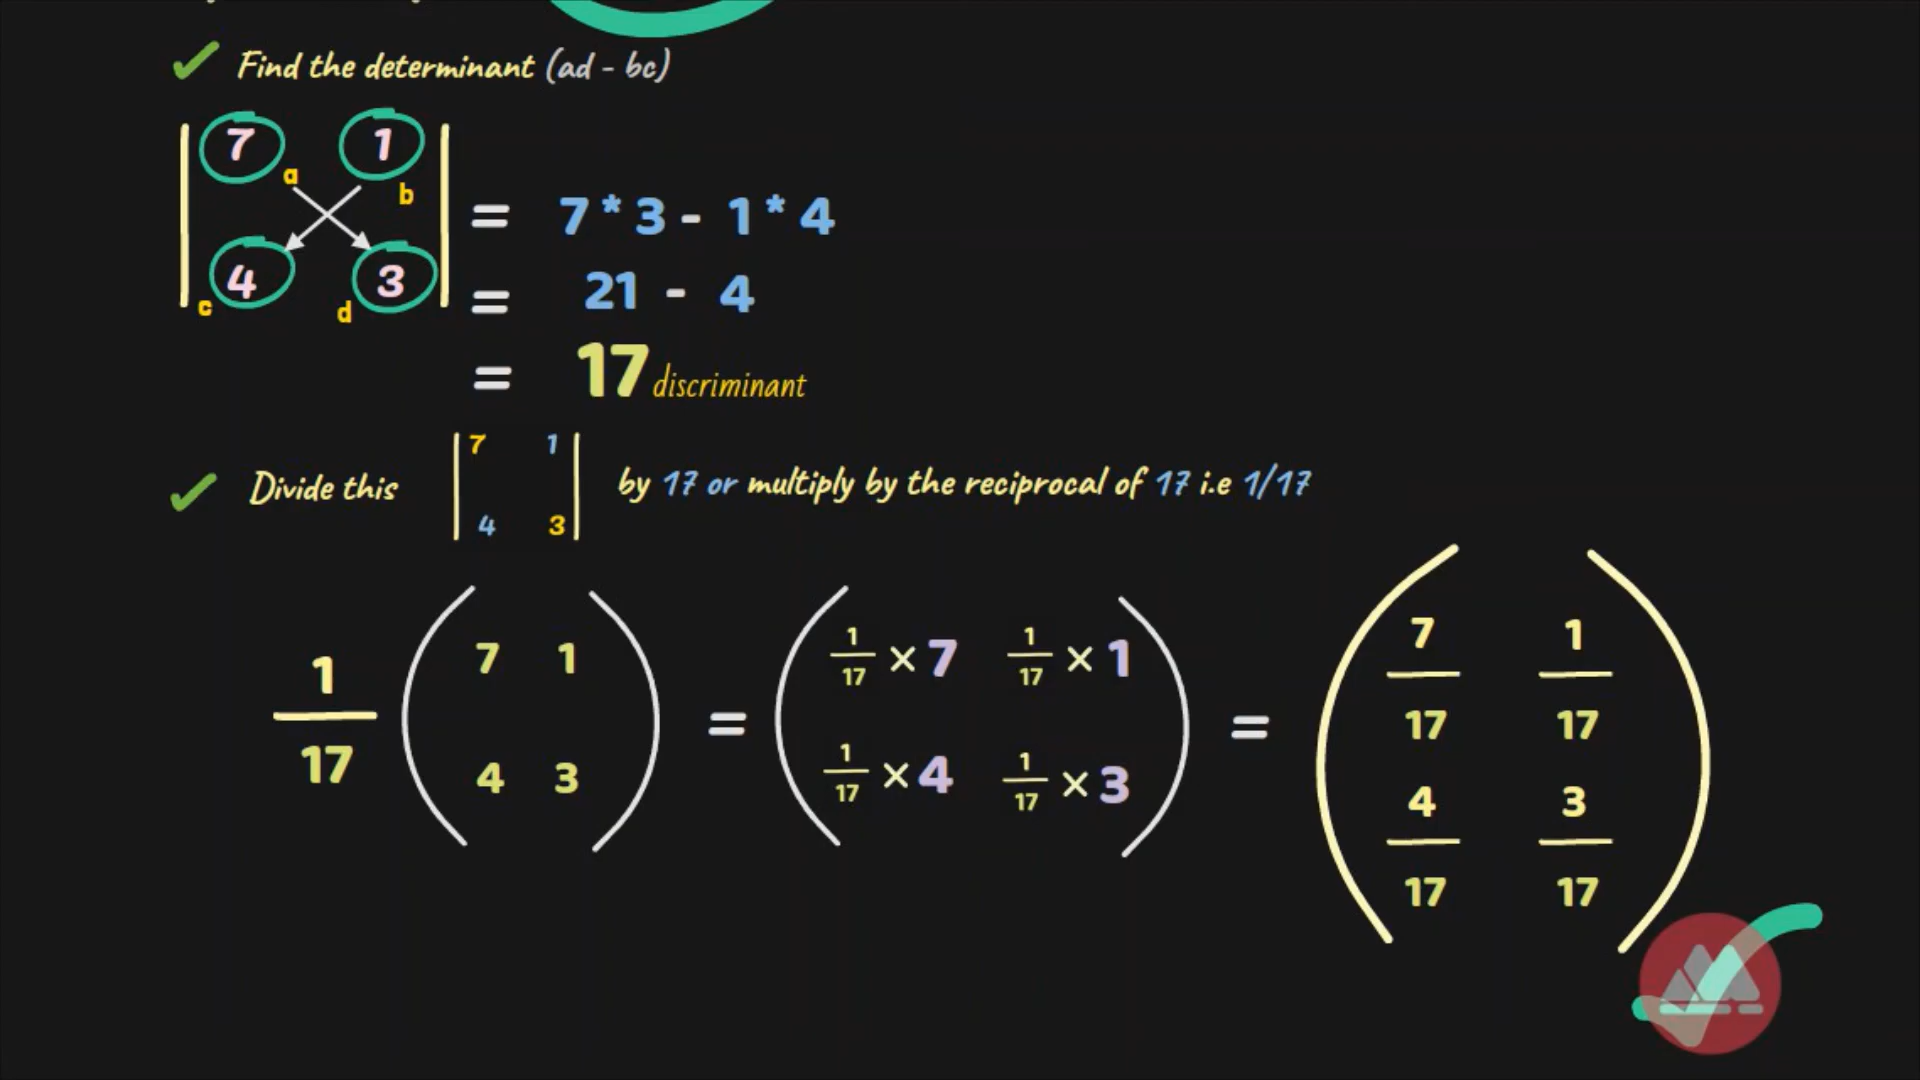 Find the determinant (ad - bc)
7 a 1 b
= 7 * 3 - 1 * 4
c 4 d 3
= 21 - 4
= 17 discriminant
7 1
Divide this by 17 or multiply by the reciprocal of 17 i.e 1/17
4 3
1/17 ( 7 1 = ( 1/17 × 7 1/17 × 1 ) = ( 7/17 1/17
4 3 ) 1/17 × 4 1/17 × 3 4/17 3/17 )